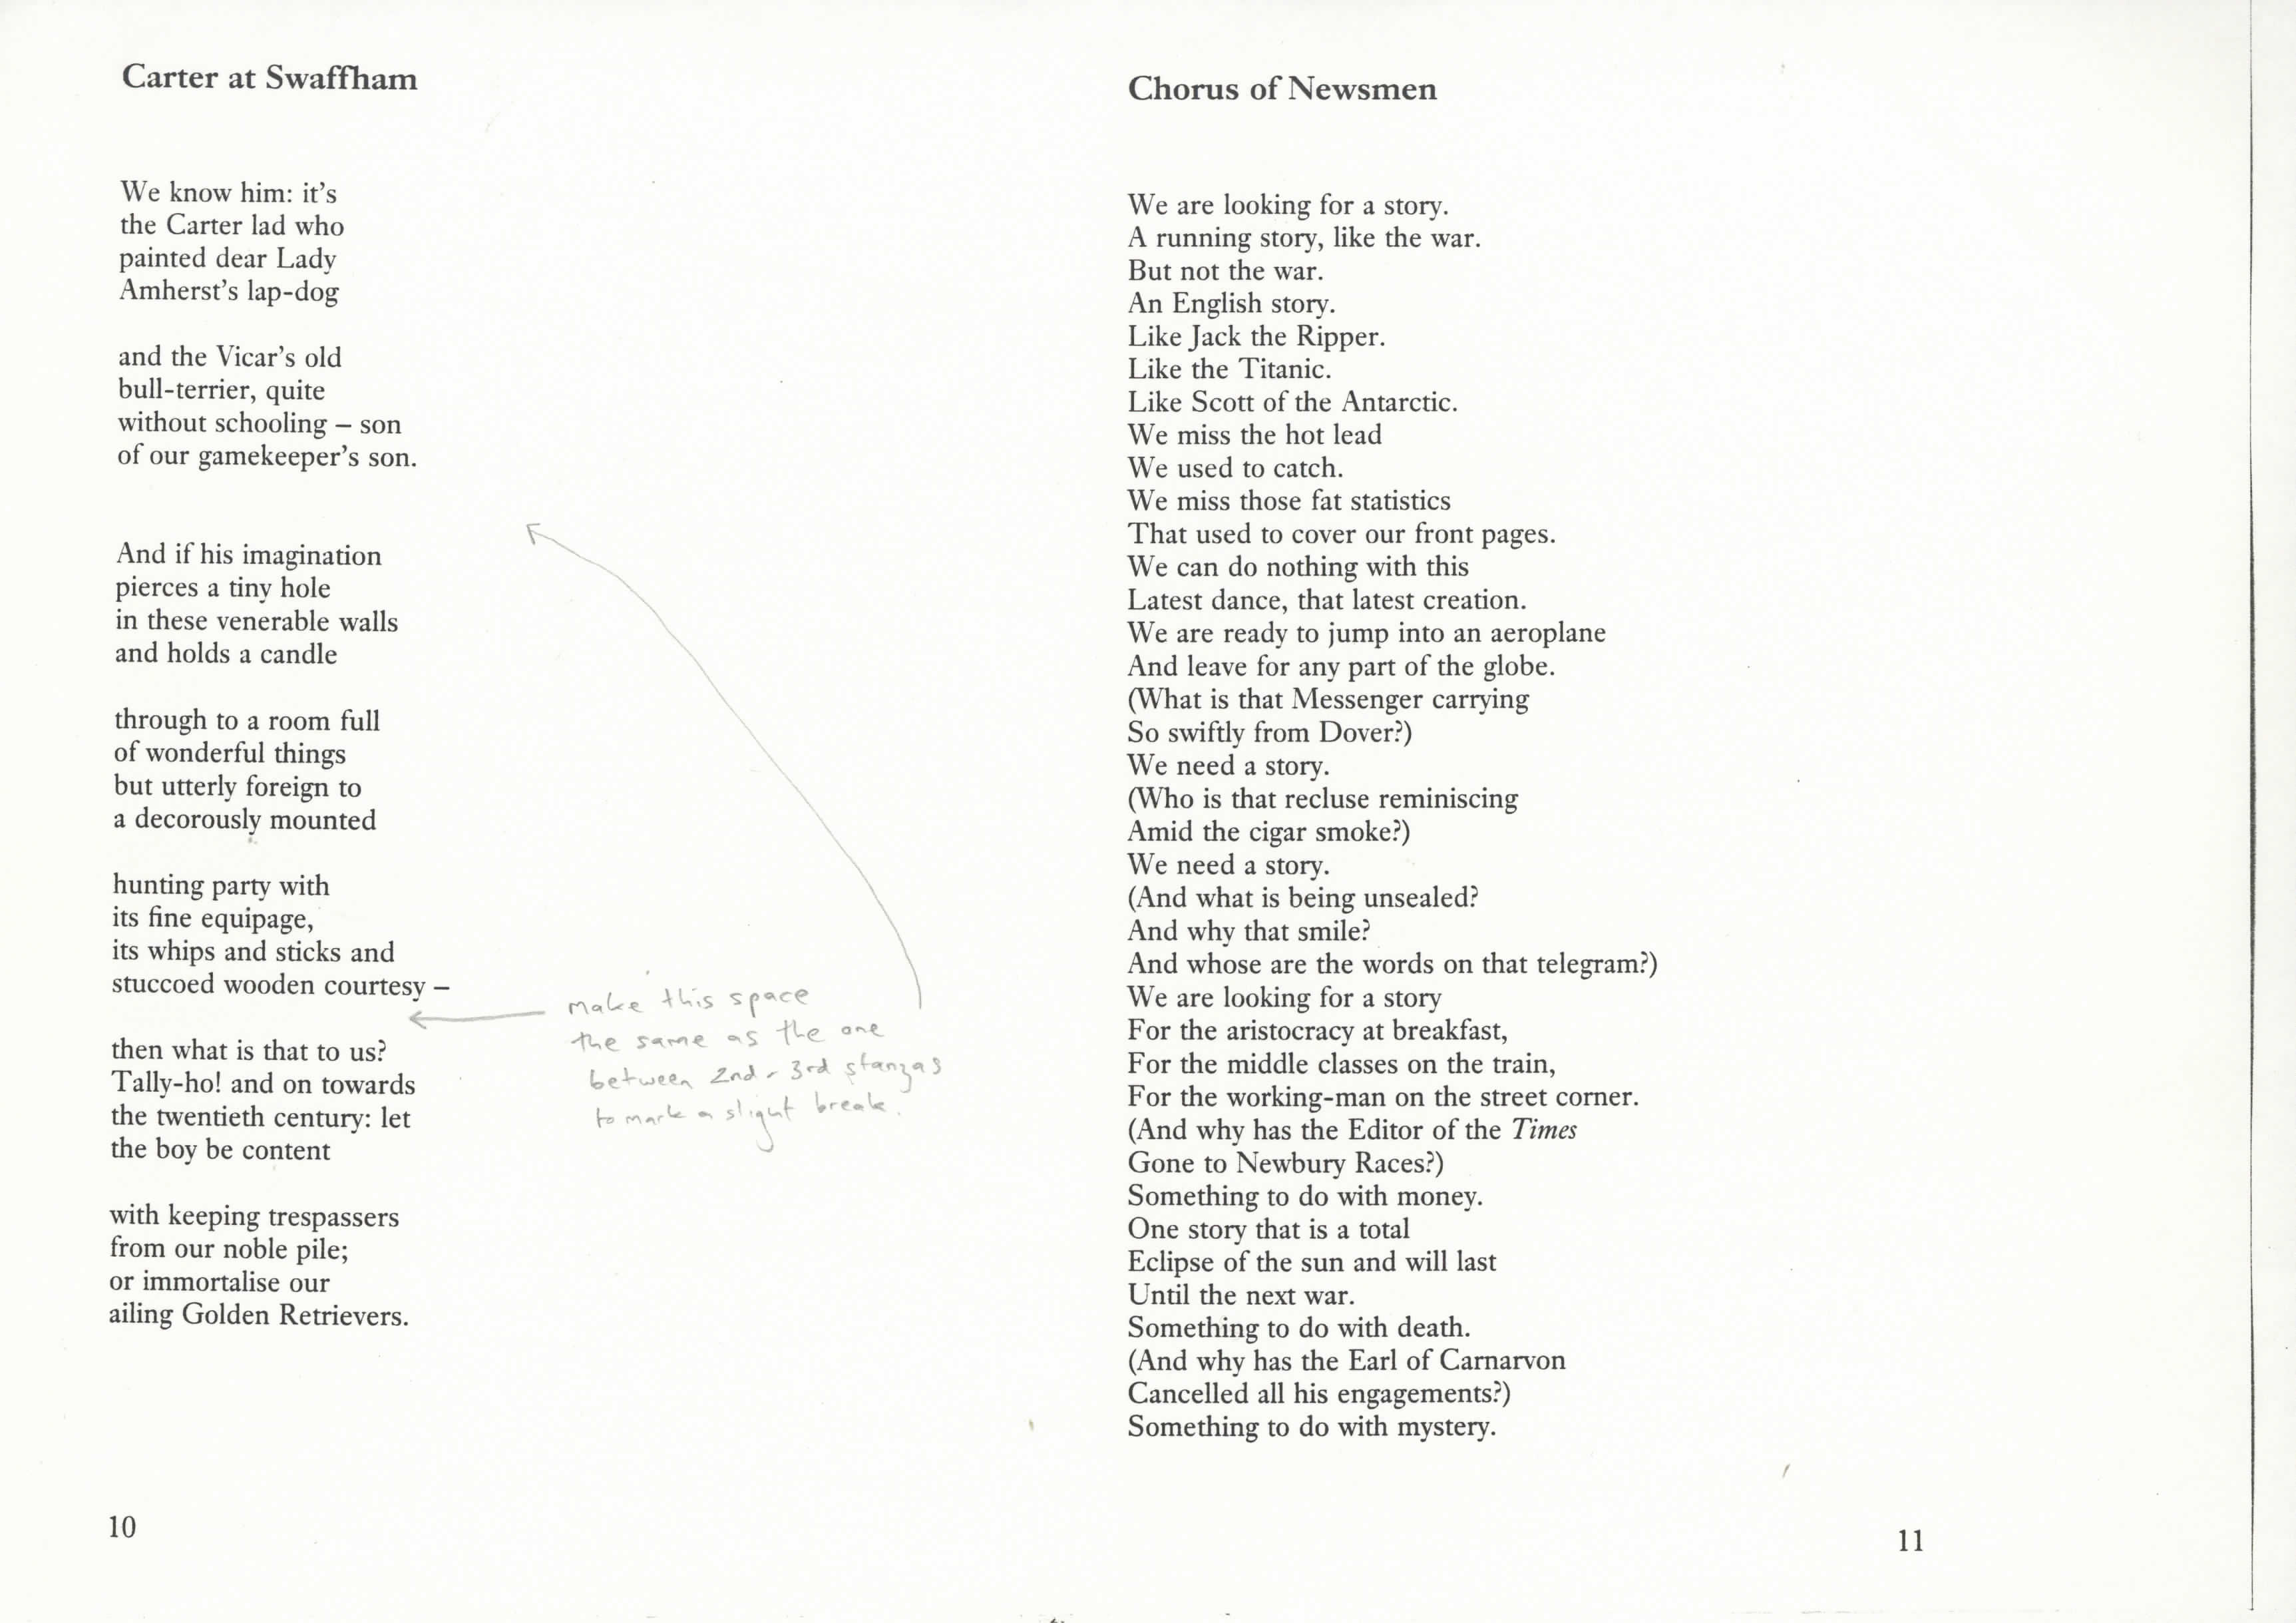 Carter at Swaffham
We know him: it's
the Carter lad who
painted dear Lady
Amherst's lap-dog
and the Vicar's old
bull-terrier, quite
without schooling – son
of our gamekeeper's son.
And if his imagination
pierces a tiny hole
in these venerable walls
and holds a candle
through to a room full
of wonderful things
but utterly foreign to
a decorously mounted
hunting party with
its fine equipage,
its whips and sticks and
stuccoed wooden courtesy –
then what is that to us?
Tally-ho! and on towards
the twentieth century: let
the boy be content
with keeping trespassers
from our noble pile;
or immortalise our
ailing Golden Retrievers.
make this space
the same as the one
between 2nd - 3rd stanzas
to mark a slight break.
10
Chorus of Newsmen
We are looking for a story.
A running story, like the war.
But not the war.
An English story.
Like Jack the Ripper.
Like the Titanic.
Like Scott of the Antarctic.
We miss the hot lead
We used to catch.
We miss those fat statistics
That used to cover our front pages.
We can do nothing with this
Latest dance, that latest creation.
We are ready to jump into an aeroplane
And leave for any part of the globe.
(What is that Messenger carrying
So swiftly from Dover?)
We need a story.
(Who is that recluse reminiscing
Amid the cigar smoke?)
We need a story.
(And what is being unsealed?
And why that smile?
And whose are the words on that telegram?)
We are looking for a story
For the aristocracy at breakfast,
For the middle classes on the train,
For the working-man on the street corner.
(And why has the Editor of the Times
Gone to Newbury Races?)
Something to do with money.
One story that is a total
Eclipse of the sun and will last
Until the next war.
Something to do with death.
(And why has the Earl of Carnarvon
Cancelled all his engagements?)
Something to do with mystery.
11